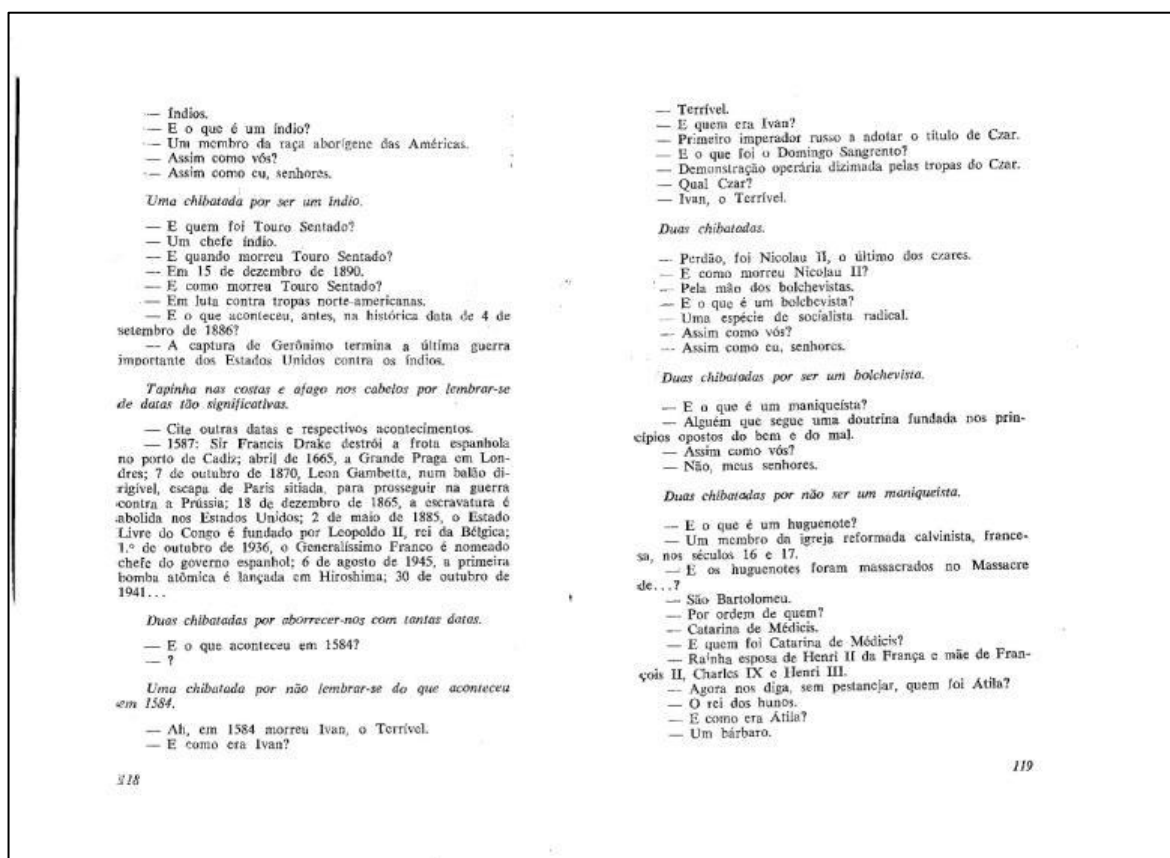 — Índios.
— E o que é um índio?
— Um membro da raça aborígene das Américas.
— Assim como vós?
— Assim como eu, senhores.
Uma chibatada por ser um índio.
— E quem foi Touro Sentado?
— Um chefe índio.
— E quando morreu Touro Sentado?
— Em 15 de dezembro de 1890.
— E como morreu Touro Sentado?
— Em luta contra tropas norte-americanas.
— E o que aconteceu, antes, na histórica data de 4 de
setembro de 1886?
— A captura de Gerônimo termina a última guerra
importante dos Estados Unidos contra os índios.
Tapinha nas costas e afago nos cabelos por lembrar-se
de datas tão significativas.
— Cite outras datas e respectivos acontecimentos.
— 1587: Sir Francis Drake destrói a frota espanhola
no porto de Cadiz; abril de 1665, a Grande Praga em Lon-
dres; 7 de outubro de 1870, Leon Gambetta, num balão di-
rigível, escapa de Paris sitiada, para prosseguir na guerra
contra a Prússia; 18 de dezembro de 1865, a escravatura é
abolida nos Estados Unidos; 2 de maio de 1885, o Estado
Livre do Congo é fundado por Leopoldo II, rei da Bélgica;
1.º de outubro de 1936, o Generalíssimo Franco é nomeado
chefe do governo espanhol; 6 de agosto de 1945, a primeira
bomba atômica é lançada em Hiroshima; 30 de outubro de
1941...
Duas chibatadas por aborrecer-nos com tantas datas.
— E o que aconteceu em 1584?
— ?
Uma chibatada por não lembrar-se do que aconteceu
em 1584.
— Ah, em 1584 morreu Ivan, o Terrível.
— E como era Ivan?
118
— Terrível.
— E quem era Ivan?
— Primeiro imperador russo a adotar o título de Czar.
— E o que foi o Domingo Sangrento?
— Demonstração operária dizimada pelas tropas do Czar.
— Qual Czar?
— Ivan, o Terrível.
Duas chibatadas.
— Perdão, foi Nicolau II, o último dos czares.
— E como morreu Nicolau II?
— Pela mão dos bolchevistas.
— E o que é um bolchevista?
— Uma espécie de socialista radical.
— Assim como vós?
— Assim como eu, senhores.
Duas chibatadas por ser um bolchevista.
— E o que é um maniqueísta?
— Alguém que segue uma doutrina fundada nos prin-
cípios opostos do bem e do mal.
— Assim como vós?
— Não, meus senhores.
Duas chibatadas por não ser um maniqueísta.
— E o que é um huguenote?
— Um membro da igreja reformada calvinista, france-
sa, nos séculos 16 e 17.
— E os huguenotes foram massacrados no Massacre
de...?
— São Bartolomeu.
— Por ordem de quem?
— Catarina de Médicis.
— E quem foi Catarina de Médicis?
— Rainha esposa de Henri II da França e mãe de Fran-
çois II, Charles IX e Henri III.
— Agora nos diga, sem pestanejar, quem foi Átila?
— O rei dos hunos.
— E como era Átila?
— Um bárbaro.
119